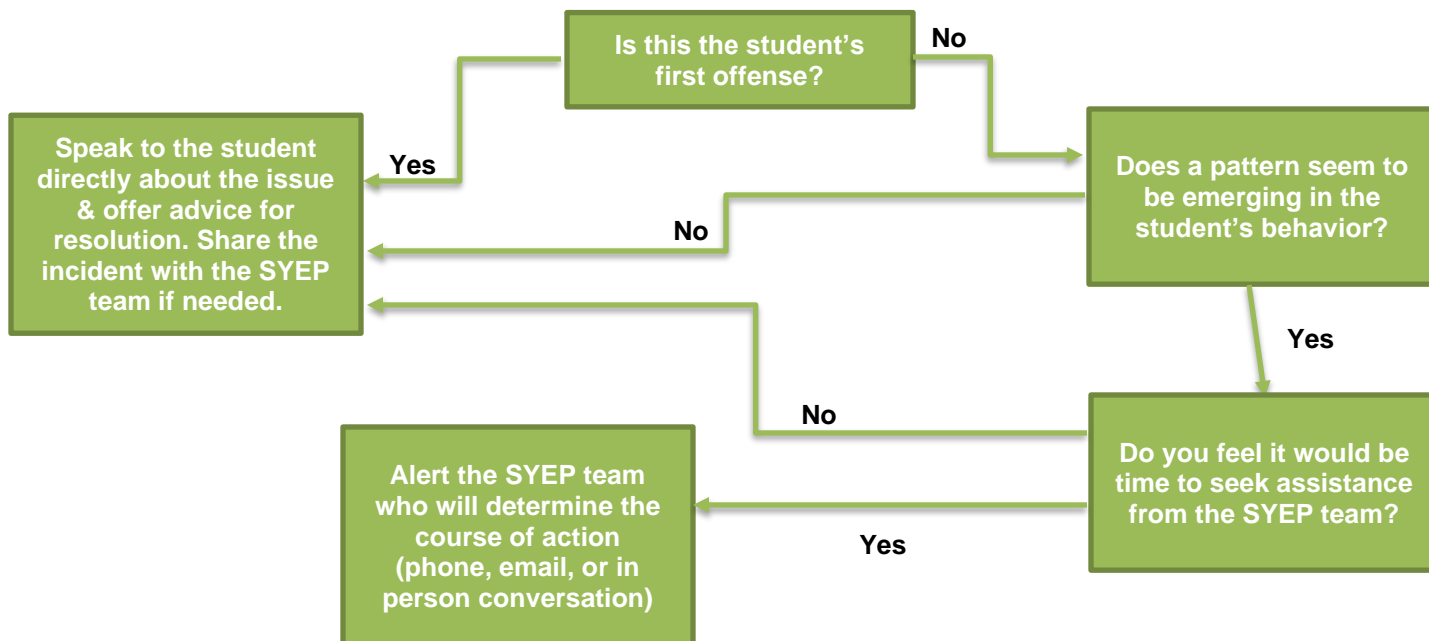 Is this the student’s
first offense?
No
Speak to the student
directly about the issue
& offer advice for
resolution. Share the
incident with the SYEP
team if needed.
Yes
Does a pattern seem to
be emerging in the
student’s behavior?
No
Yes
No
Do you feel it would be
time to seek assistance
from the SYEP team?
Alert the SYEP team
who will determine the
course of action
(phone, email, or in
person conversation)
Yes